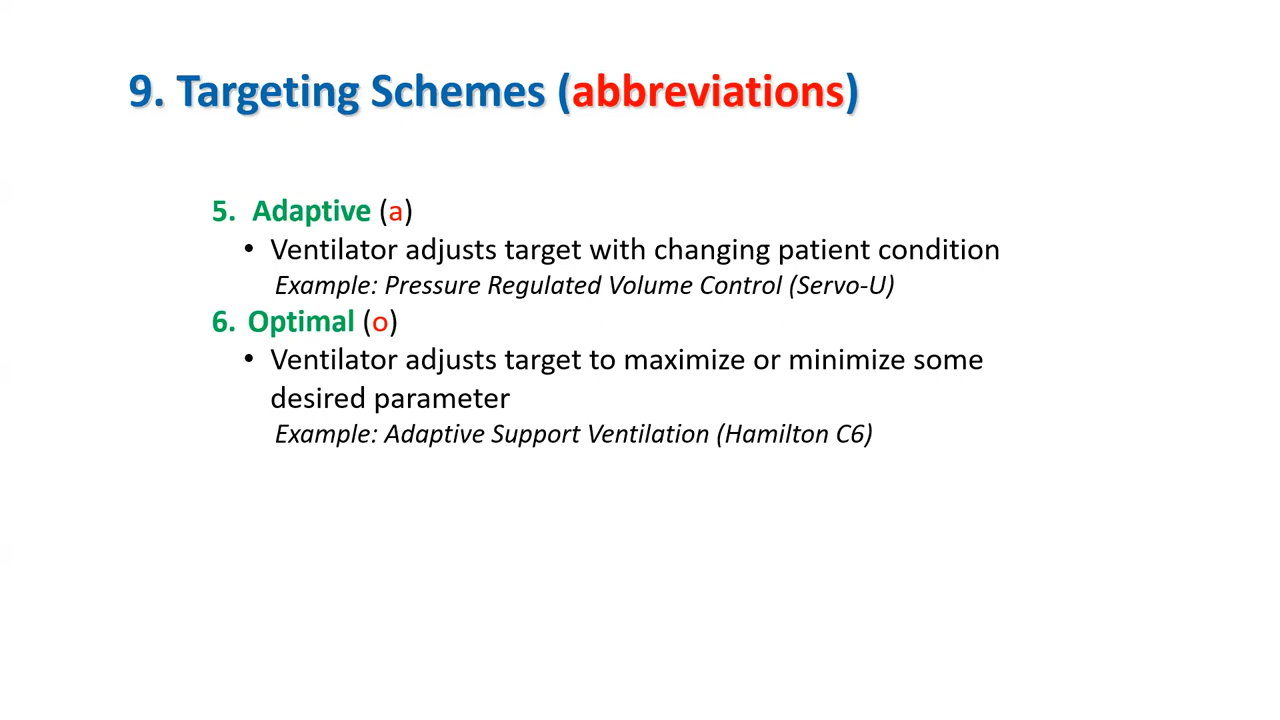 9. Targeting Schemes (abbreviations)
5. Adaptive (a)
• Ventilator adjusts target with changing patient condition
Example: Pressure Regulated Volume Control (Servo-U)
6. Optimal (o)
• Ventilator adjusts target to maximize or minimize some
desired parameter
Example: Adaptive Support Ventilation (Hamilton C6)